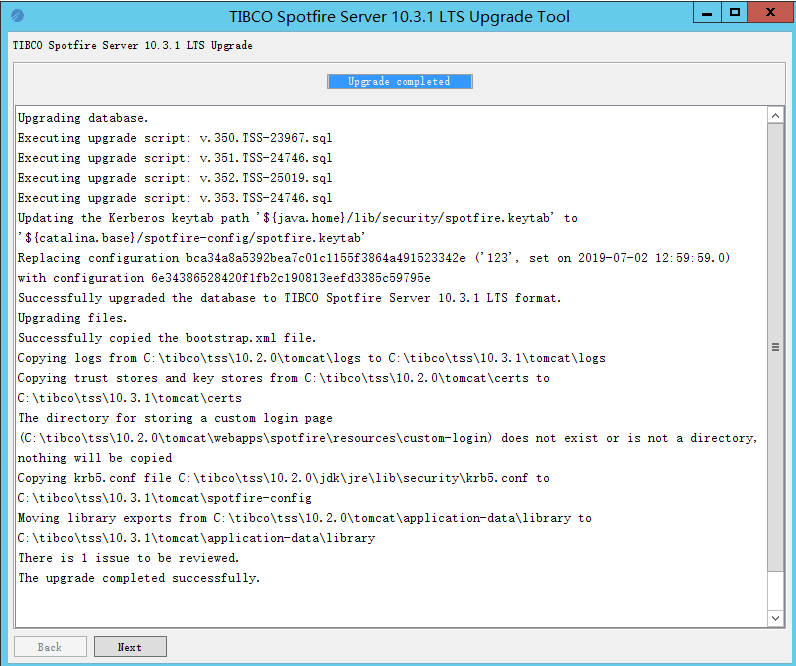 TIBCO Spotfire Server 10.3.1 LTS Upgrade Tool
TIBCO Spotfire Server 10.3.1 LTS Upgrade
Upgrade completed
Upgrading database.
Executing upgrade script: v.350.TSS-23967.sql
Executing upgrade script: v.351.TSS-24746.sql
Executing upgrade script: v.352.TSS-25019.sql
Executing upgrade script: v.353.TSS-24746.sql
Updating the Kerberos keytab path '${java.home}/lib/security/spotfire.keytab' to
'${catalina.base}/spotfire-config/spotfire.keytab'
Replacing configuration bca34a8a5392bea7c01c1155f3864a491523342e ('123', set on 2019-07-02 12:59:59.0)
with configuration 6e34386528420f1fb2c190813eefd3385c59795e
Successfully upgraded the database to TIBCO Spotfire Server 10.3.1 LTS format.
Upgrading files.
Successfully copied the bootstrap.xml file.
Copying logs from C:\tibco\tss\10.2.0\tomcat\logs to C:\tibco\tss\10.3.1\tomcat\logs
Copying trust stores and key stores from C:\tibco\tss\10.2.0\tomcat\certs to
C:\tibco\tss\10.3.1\tomcat\certs
The directory for storing a custom login page
(C:\tibco\tss\10.2.0\tomcat\webapps\spotfire\resources\custom-login) does not exist or is not a directory,
nothing will be copied
Copying krb5.conf file C:\tibco\tss\10.2.0\jdk\jre\lib\security\krb5.conf to
C:\tibco\tss\10.3.1\tomcat\spotfire-config
Moving library exports from C:\tibco\tss\10.2.0\tomcat\application-data\library to
C:\tibco\tss\10.3.1\tomcat\application-data\library
There is 1 issue to be reviewed.
The upgrade completed successfully.
Back
Next